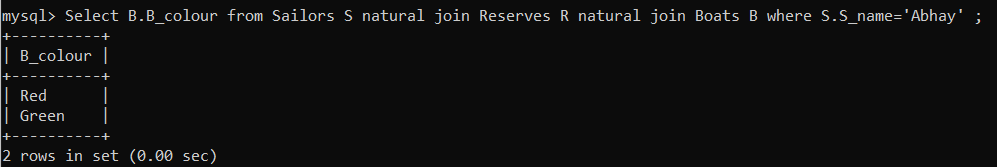 mysql> Select B.B_colour from Sailors S natural join Reserves R natural join Boats B where S.S_name='Abhay' ;
+----------+
| B_colour |
+----------+
| Red      |
| Green    |
+----------+
2 rows in set (0.00 sec)